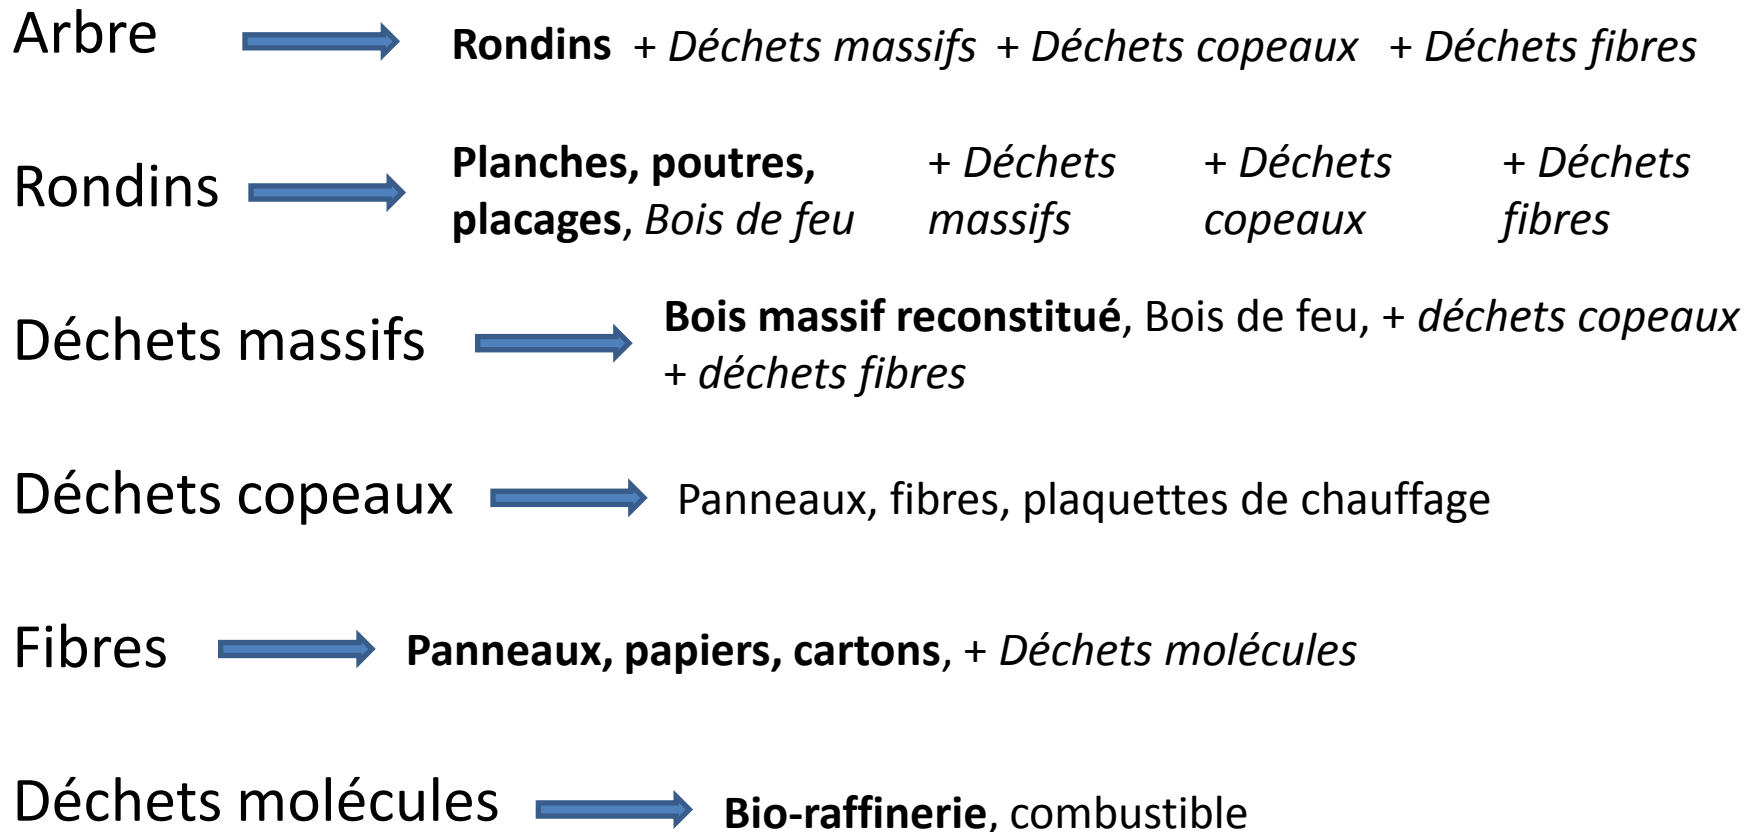 Arbre Rondins + Déchets massifs + Déchets copeaux + Déchets fibres
Rondins Planches, poutres, + Déchets + Déchets + Déchets
placages, Bois de feu massifs copeaux fibres
Déchets massifs Bois massif reconstitué, Bois de feu, + déchets copeaux
+ déchets fibres
Déchets copeaux Panneaux, fibres, plaquettes de chauffage
Fibres Panneaux, papiers, cartons, + Déchets molécules
Déchets molécules Bio-raffinerie, combustible